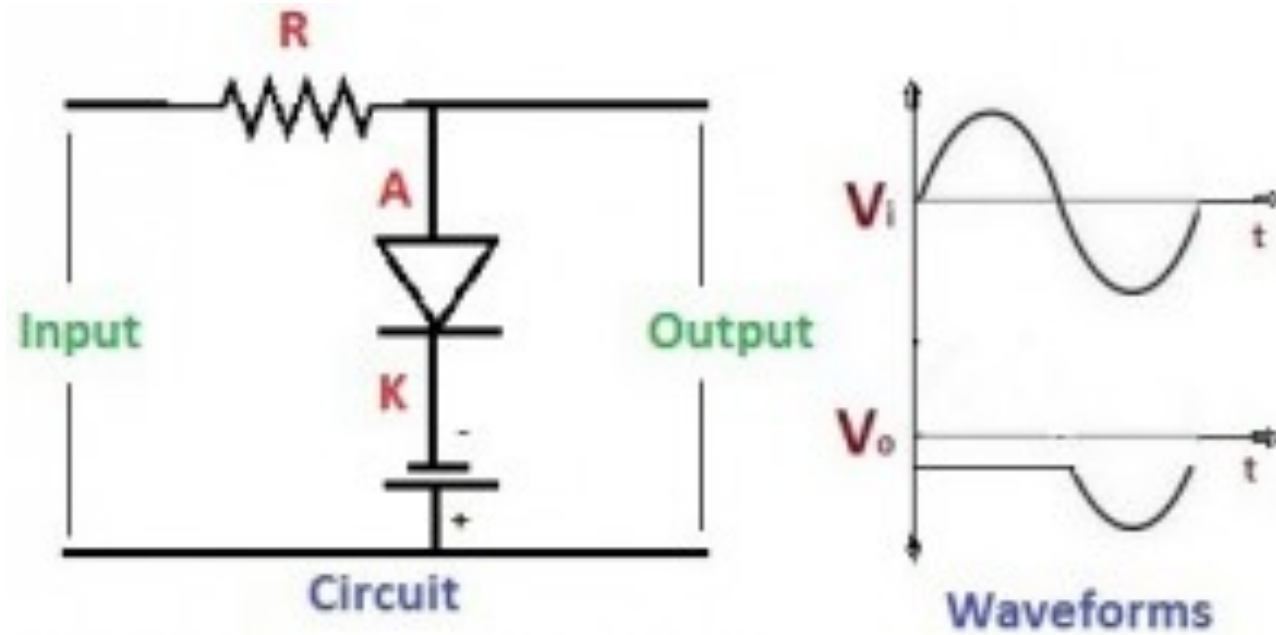 R
A
Input
Output
K
-
+
Circuit
Vi
t
Vo
t
Waveforms